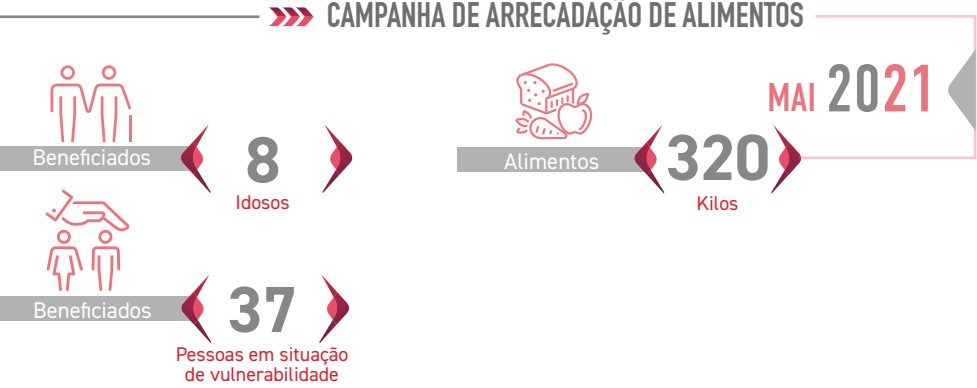 CAMPANHA DE ARRECADAÇÃO DE ALIMENTOS
MAI 2021
Beneficiados
8
Idosos
Alimentos
320
Kilos
Beneficiados
37
Pessoas em situação
de vulnerabilidade